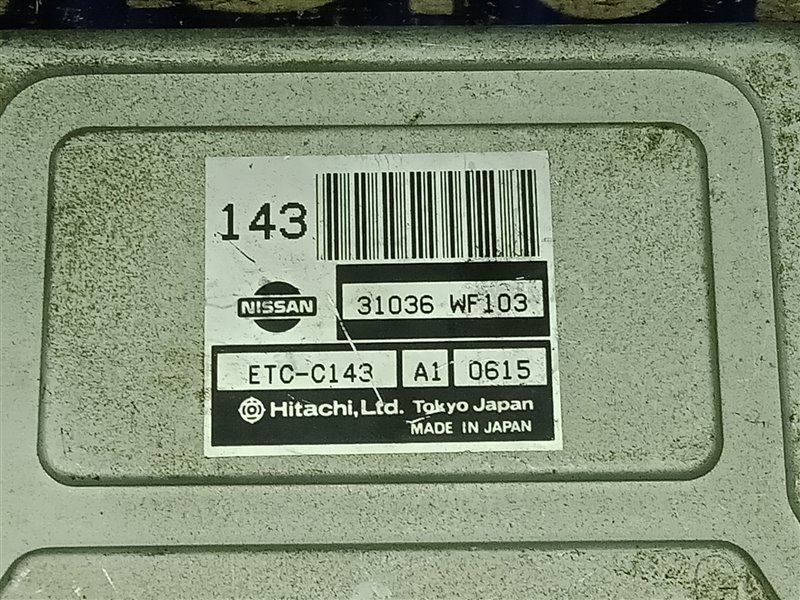 143
NISSAN
31036 WF103
ETC-C143 A1 0615
Hitachi, Ltd. Tokyo Japan
MADE IN JAPAN